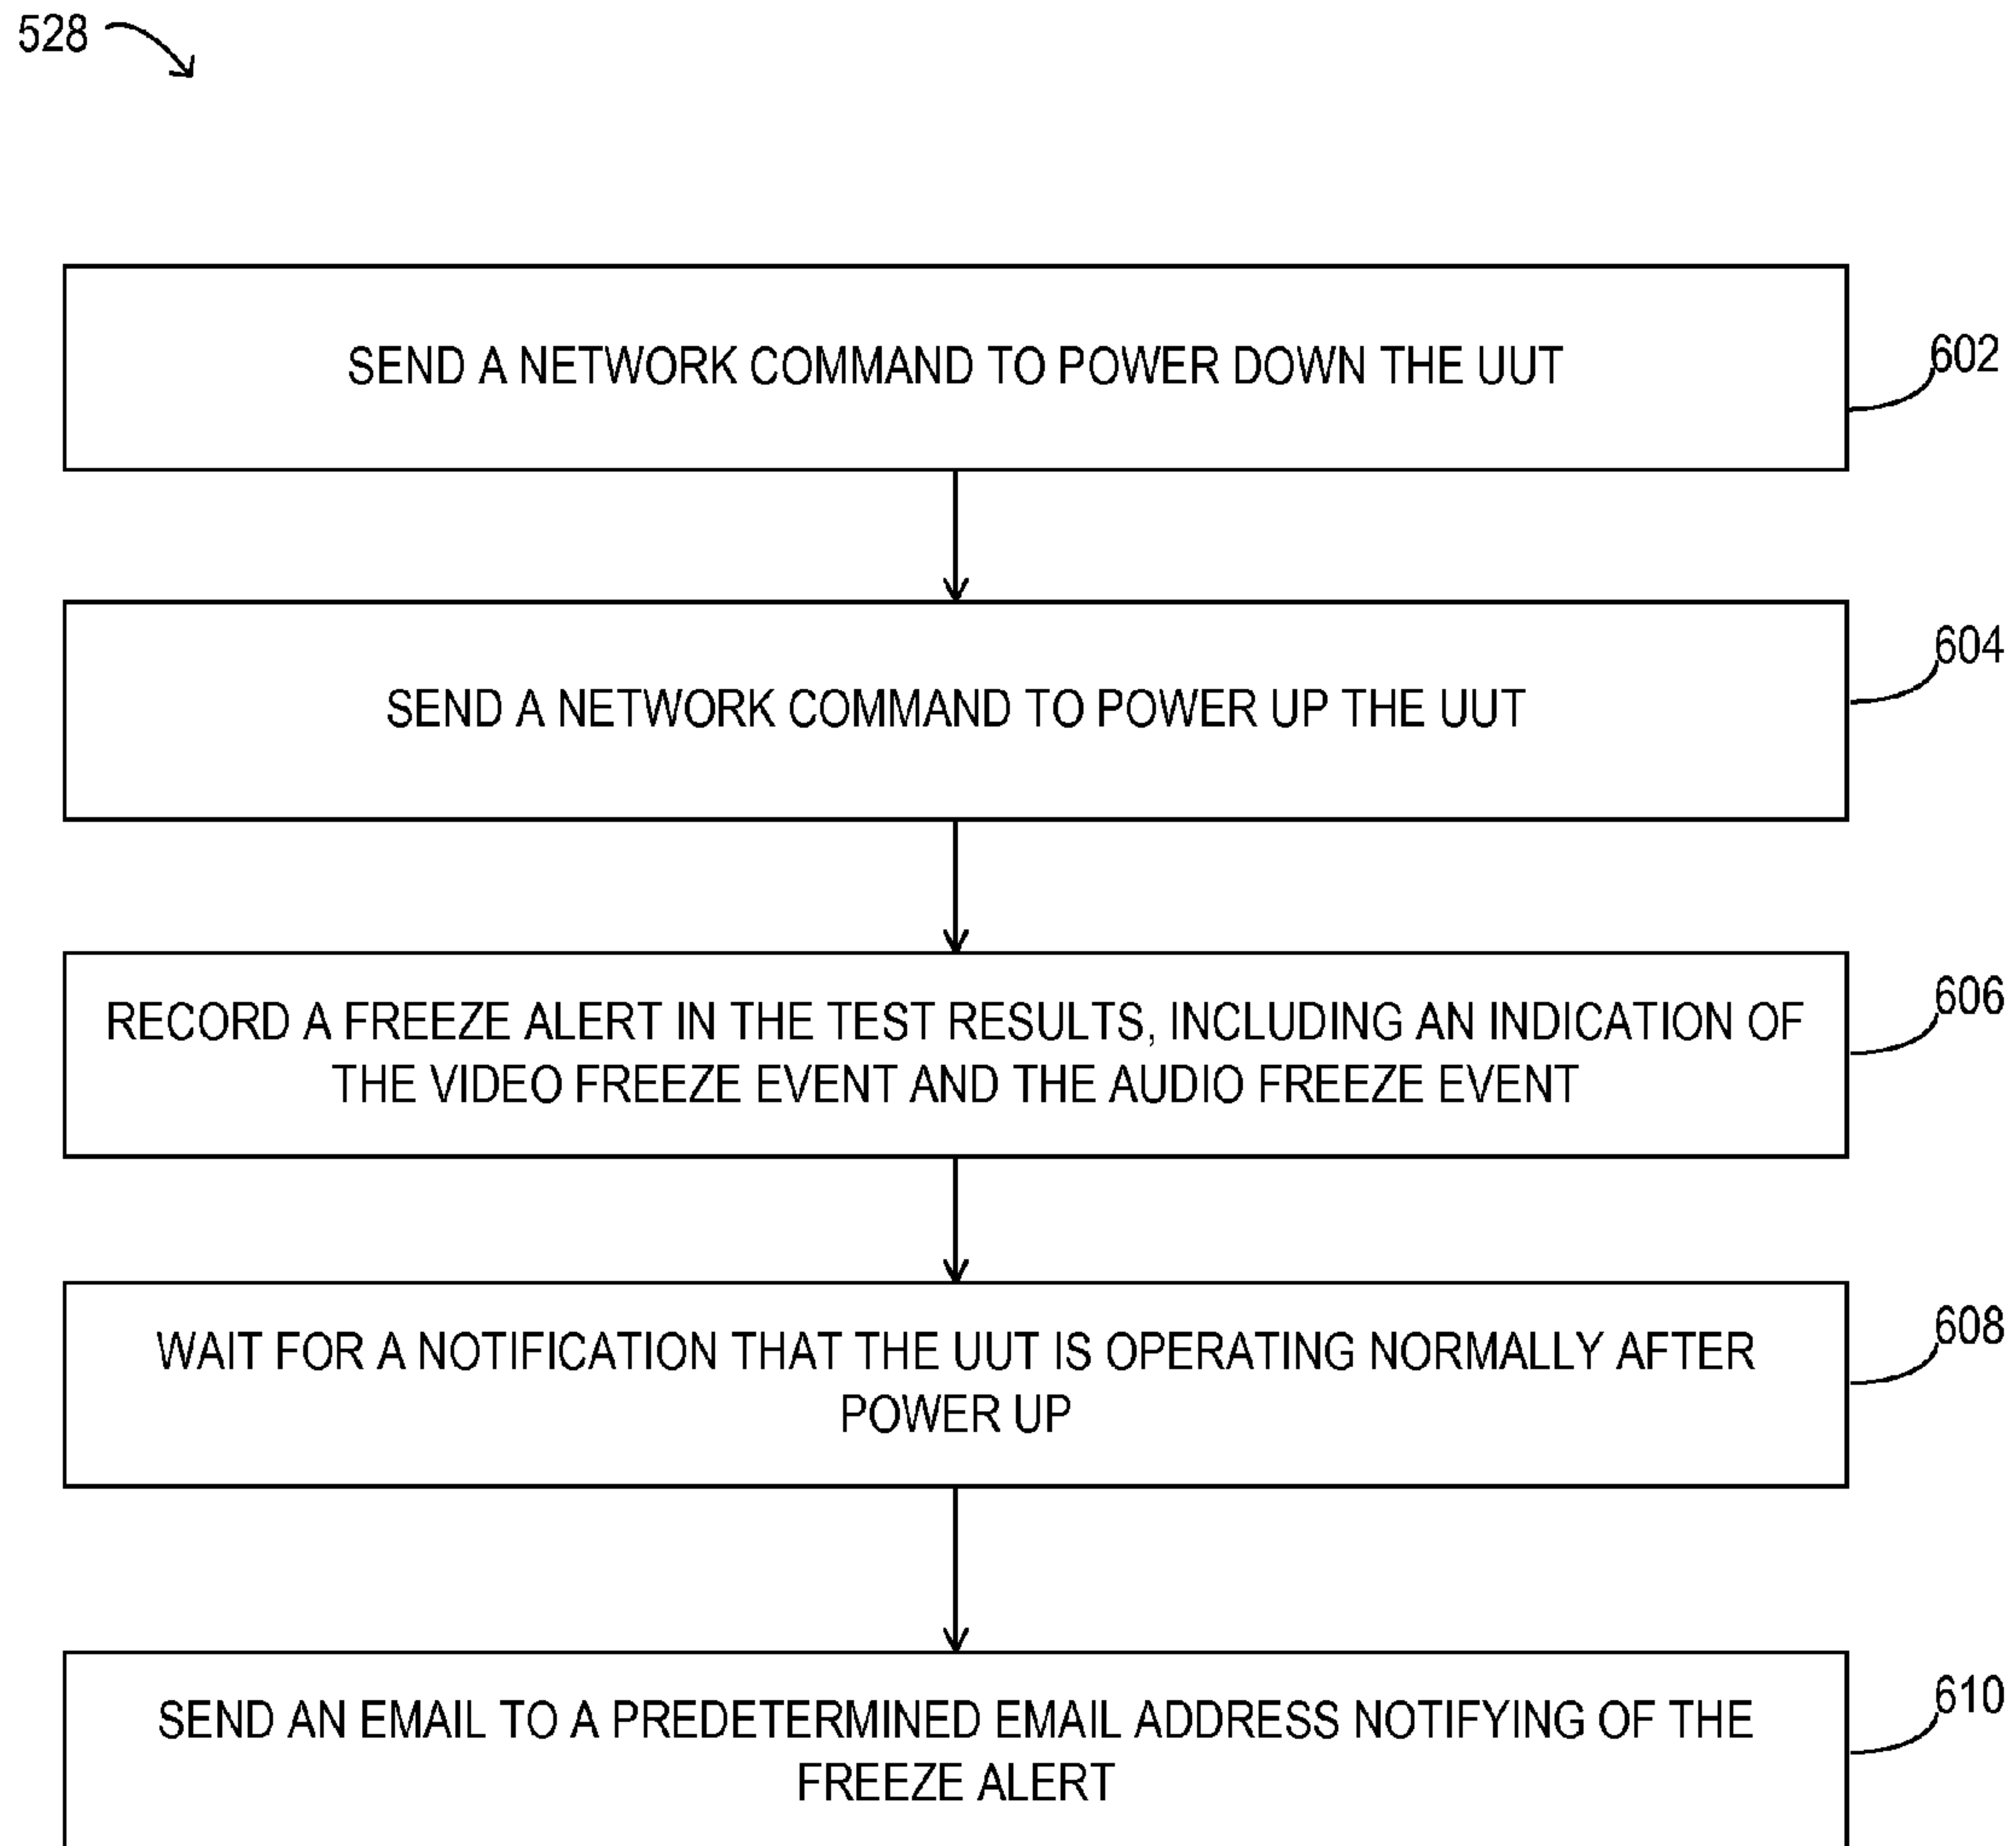 528
SEND A NETWORK COMMAND TO POWER DOWN THE UUT
602
SEND A NETWORK COMMAND TO POWER UP THE UUT
604
RECORD A FREEZE ALERT IN THE TEST RESULTS, INCLUDING AN INDICATION OF
THE VIDEO FREEZE EVENT AND THE AUDIO FREEZE EVENT
606
WAIT FOR A NOTIFICATION THAT THE UUT IS OPERATING NORMALLY AFTER
POWER UP
608
SEND AN EMAIL TO A PREDETERMINED EMAIL ADDRESS NOTIFYING OF THE
FREEZE ALERT
610